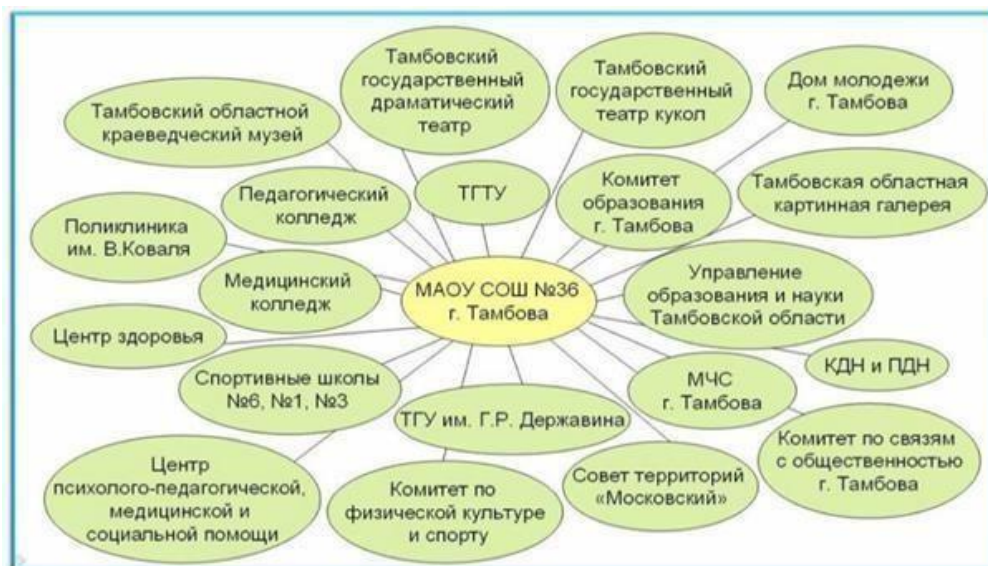 Тамбовский
государственный
драматический
театр
Тамбовский
государственный
театр кукол
Дом молодежи
г. Тамбова
Тамбовский областной
краеведческий музей
Педагогический
колледж
ТГТУ
Комитет
образования
г. Тамбова
Тамбовская областная
картинная галерея
Поликлиника
им. В.Коваля
Медицинский
колледж
МАОУ СОШ №36
г. Тамбова
Управление
образования и науки
Тамбовской области
Центр здоровья
Спортивные школы
№6, №1, №3
ТГУ им. Г.Р. Державина
МЧС
г. Тамбова
КДН и ПДН
Центр
психолого-педагогической,
медицинской и
социальной помощи
Комитет по
физической культуре
и спорту
Совет территорий
«Московский»
Комитет по связям
с общественностью
г. Тамбова